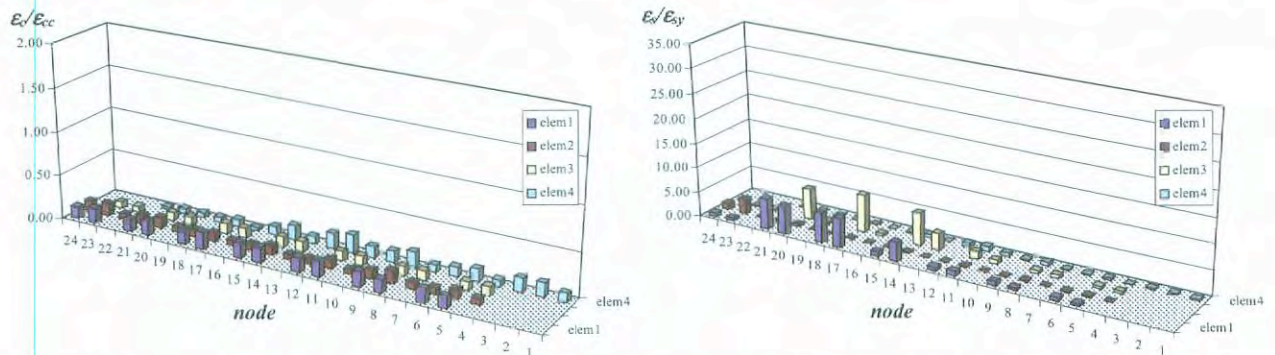 εc/εcc
2.00
1.50
1.00
0.50
0.00
elem1
elem2
elem3
elem4
24 23 22 21 20 19 18 17 16 15 14 13 12 11 10 9 8 7 6 5 4 3 2 1
elem4
elem1
node
εs/εsy
35.00
30.00
25.00
20.00
15.00
10.00
5.00
0.00
elem1
elem2
elem3
elem4
24 23 22 21 20 19 18 17 16 15 14 13 12 11 10 9 8 7 6 5 4 3 2 1
elem4
elem1
node